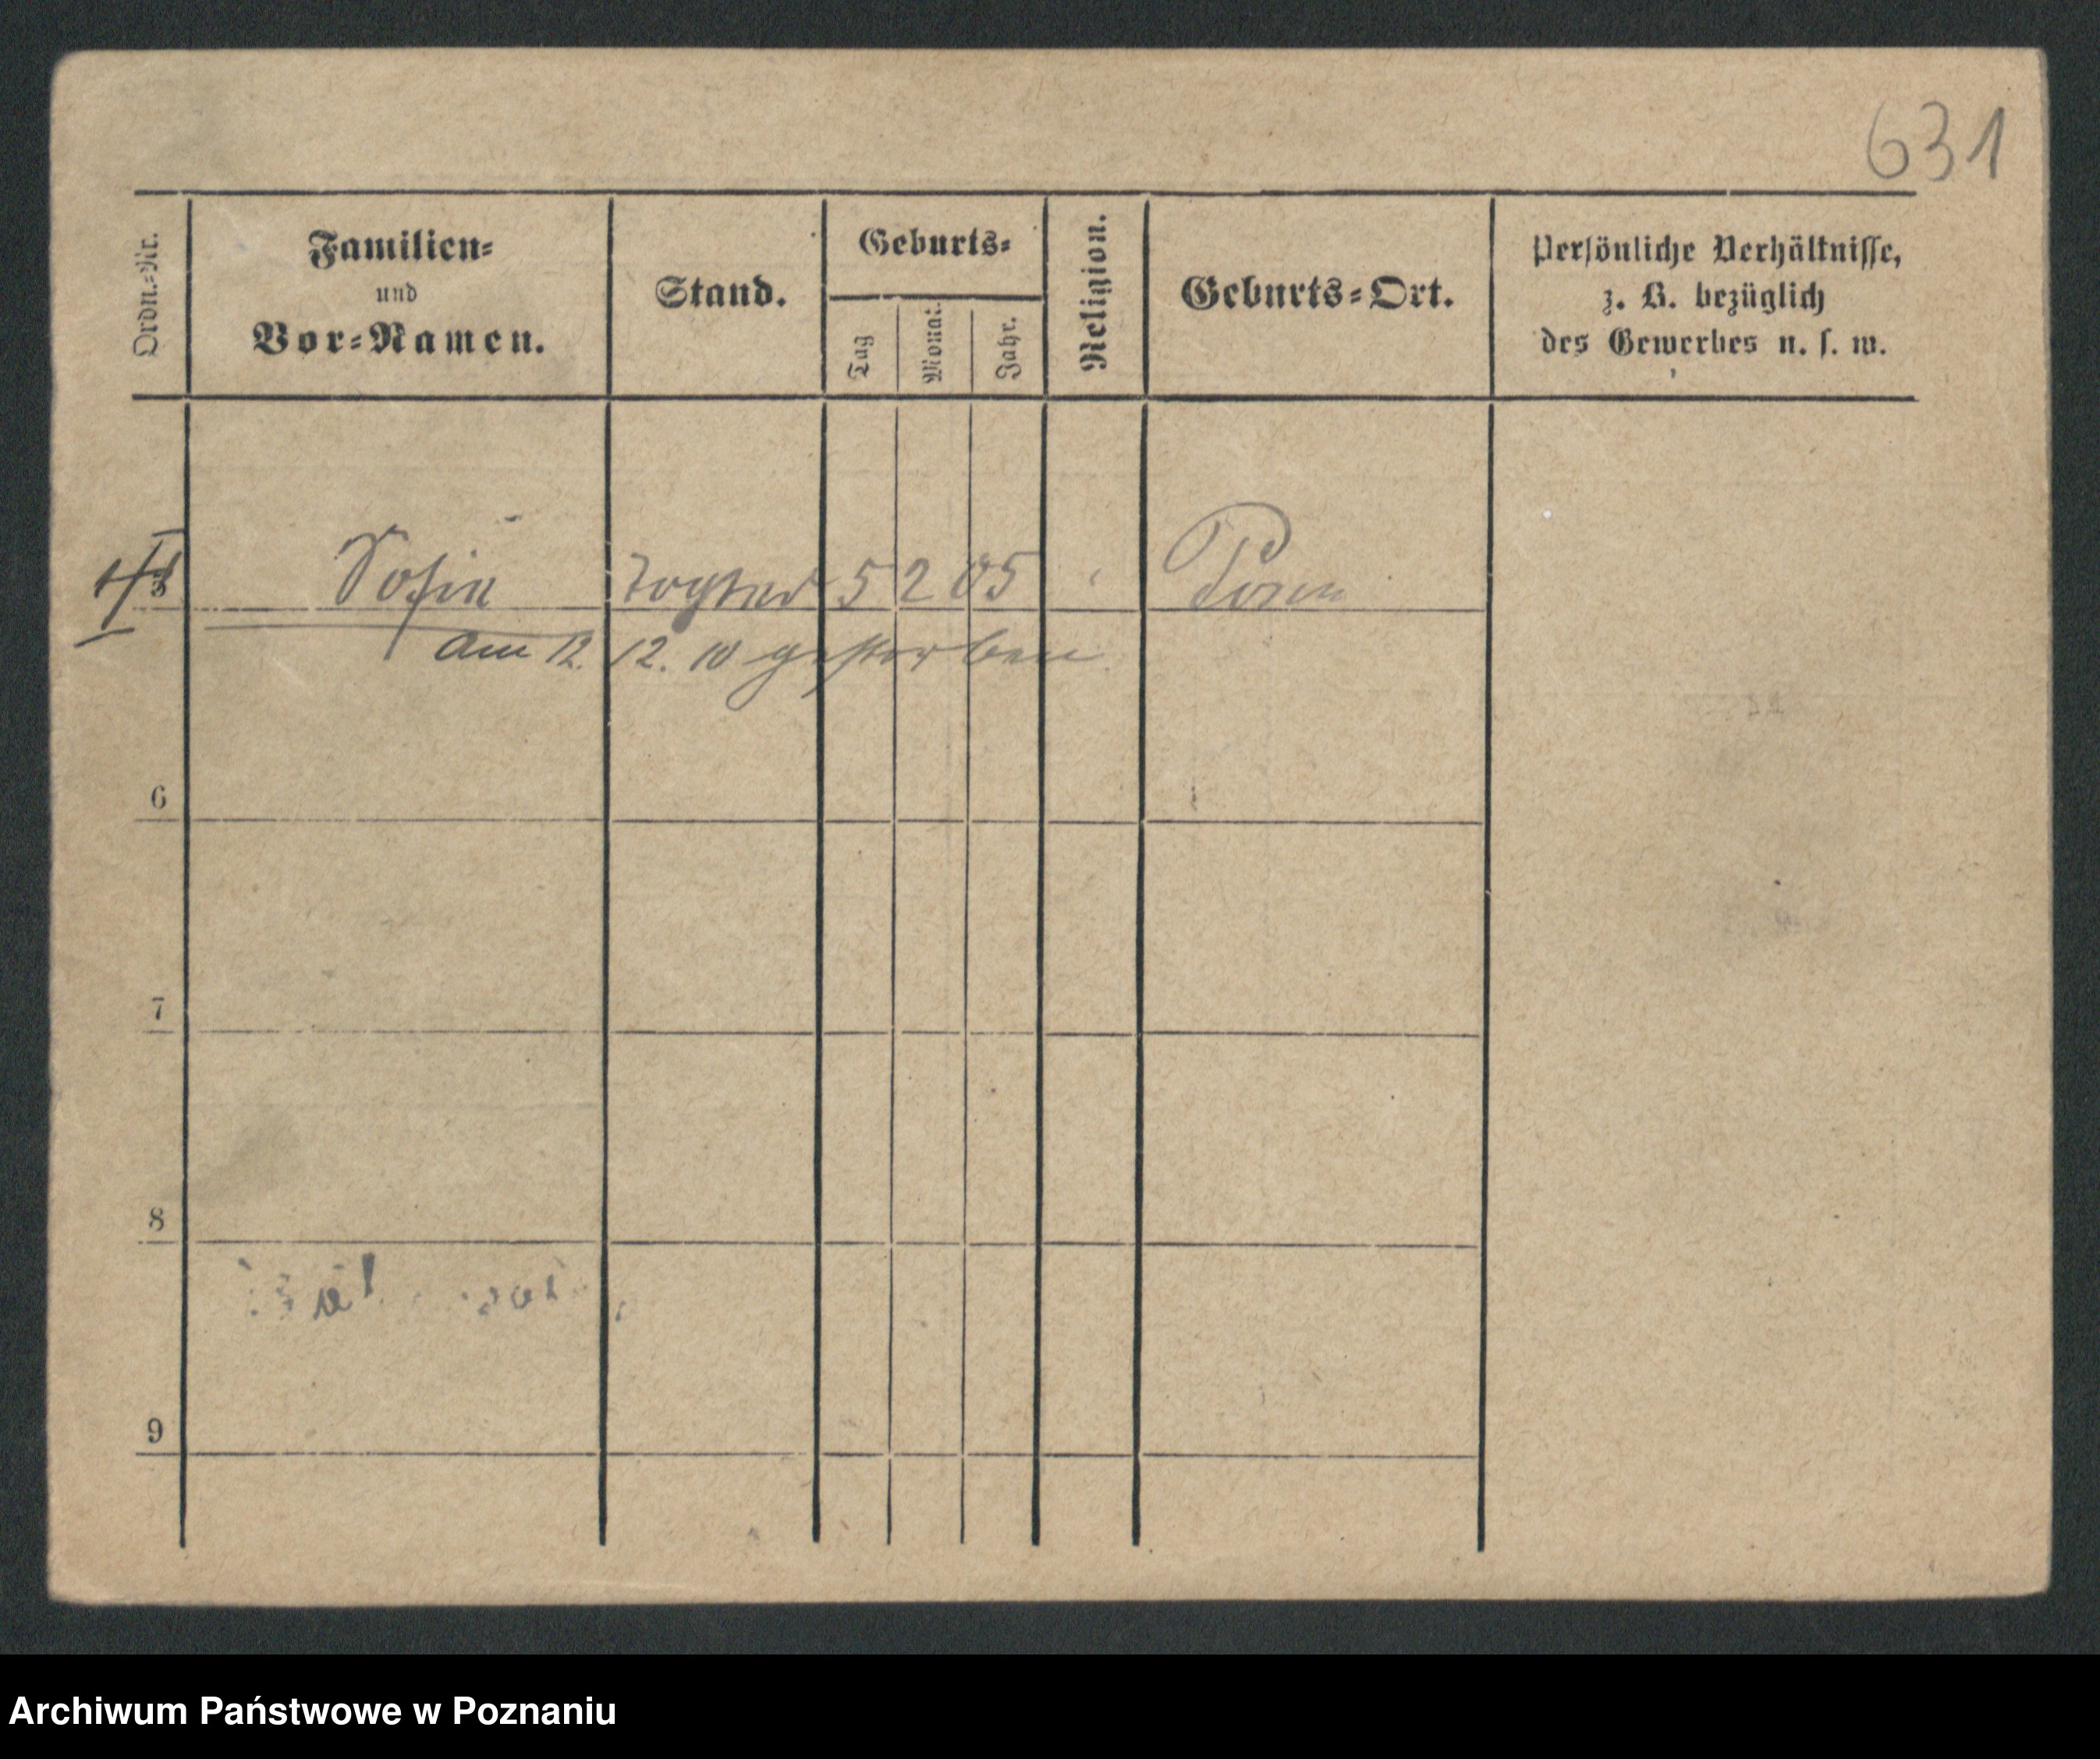 631
Ordn.-Nr.
Familien-
und
Vor-Namen.
Stand.
Geburts-
Tag
Monat.
Jahr.
Religion.
Geburts-Ort.
Persönliche Verhältnisse,
z. B. bezüglich
des Gewerbes u. s. w.
Sofia Tochter 5 2 05 Posen
am 12. 12. 10 gestorben
6
7
8
9
Archiwum Państwowe w Poznaniu